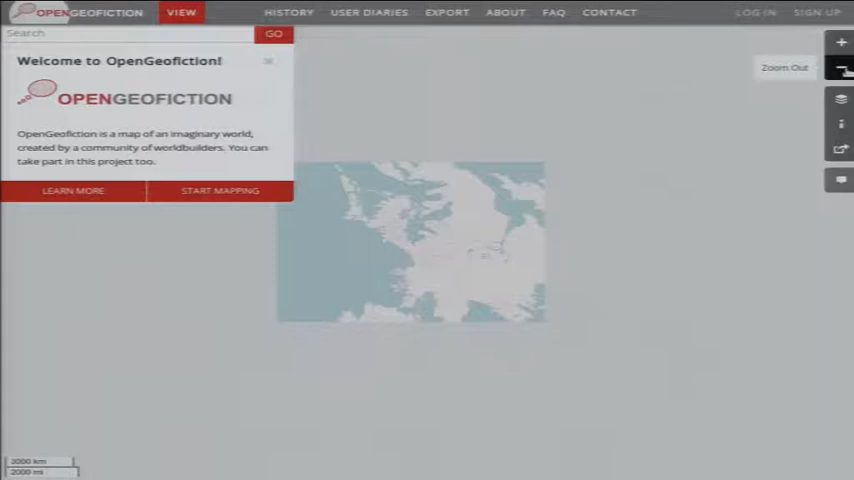 OPENGEOFICTION VIEW HISTORY USER DIARIES EXPORT ABOUT FAQ CONTACT LOG IN SIGN UP
Search GO
Welcome to OpenGeofiction!
OPENGEOFICTION
OpenGeofiction is a map of an imaginary world,
created by a community of worldbuilders. You can
take part in this project too.
LEARN MORE START MAPPING
Zoom Out
2000 km
2000 mi